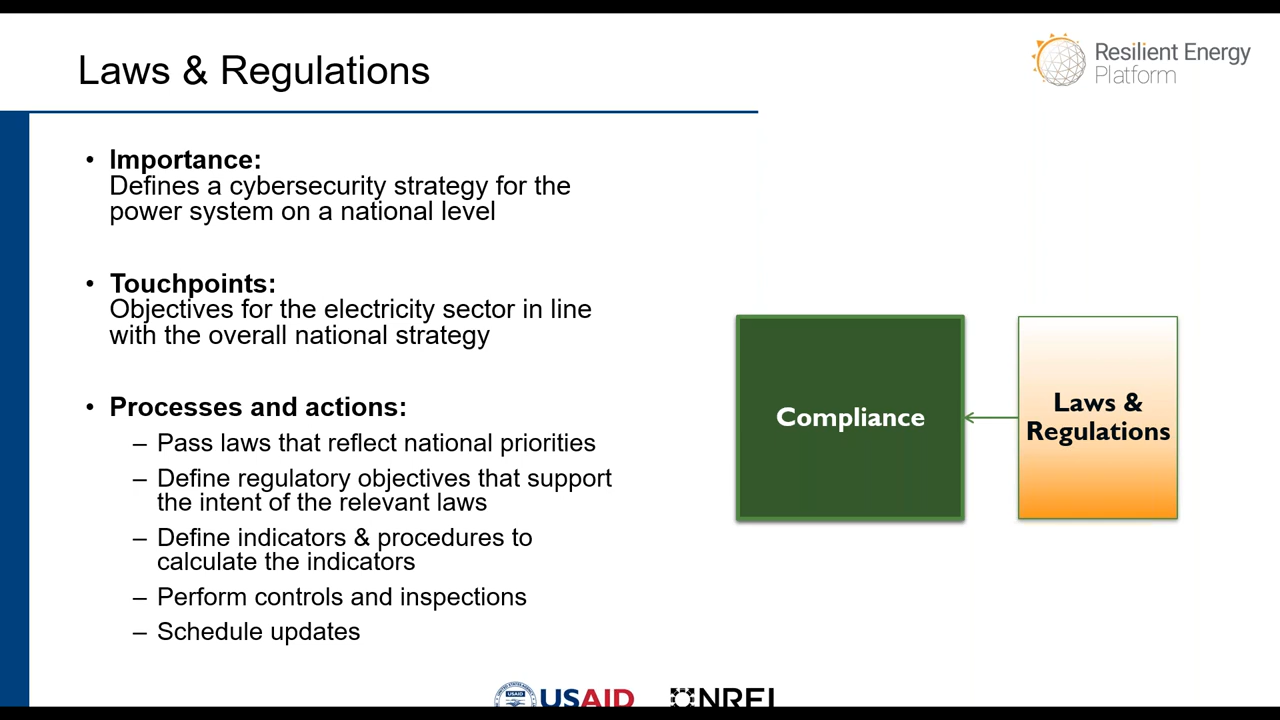 Laws & Regulations
Resilient Energy
Platform
• Importance:
Defines a cybersecurity strategy for the
power system on a national level
• Touchpoints:
Objectives for the electricity sector in line
with the overall national strategy
• Processes and actions:
– Pass laws that reflect national priorities
– Define regulatory objectives that support
the intent of the relevant laws
– Define indicators & procedures to
calculate the indicators
– Perform controls and inspections
– Schedule updates
Compliance
Laws &
Regulations
USAID
USAID
NREL